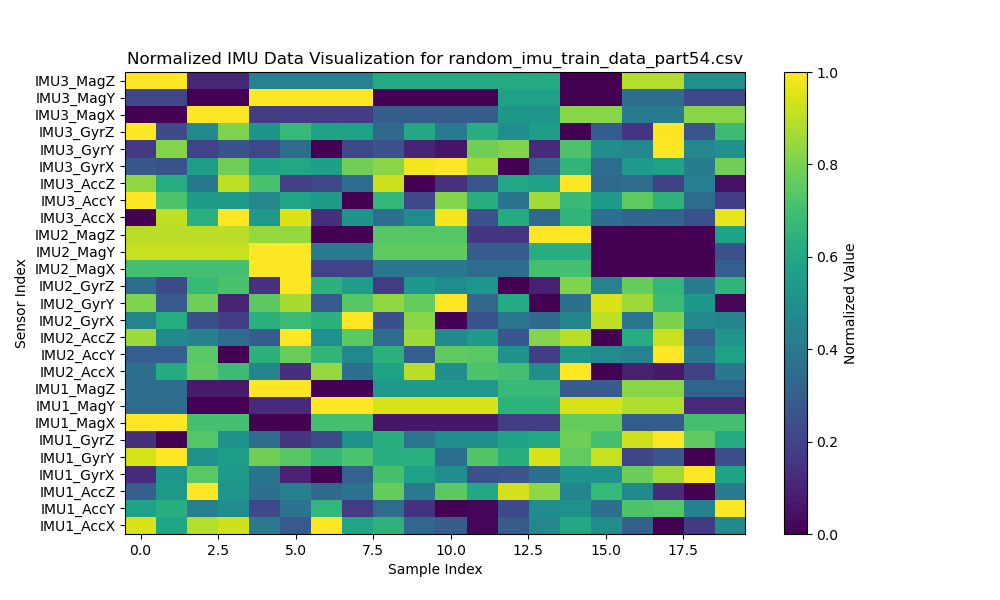 Normalized IMU Data Visualization for random_imu_train_data_part54.csv
IMU3_MagZ
IMU3_MagY
IMU3_MagX
IMU3_GyrZ
IMU3_GyrY
IMU3_GyrX
IMU3_AccZ
IMU3_AccY
IMU3_AccX
IMU2_MagZ
IMU2_MagY
IMU2_MagX
IMU2_GyrZ
IMU2_GyrY
IMU2_GyrX
IMU2_AccZ
IMU2_AccY
IMU2_AccX
IMU1_MagZ
IMU1_MagY
IMU1_MagX
IMU1_GyrZ
IMU1_GyrY
IMU1_GyrX
IMU1_AccZ
IMU1_AccY
IMU1_AccX
Sensor Index
0.0 2.5 5.0 7.5 10.0 12.5 15.0 17.5
Sample Index
1.0
0.8
0.6
0.4
0.2
0.0
Normalized Value